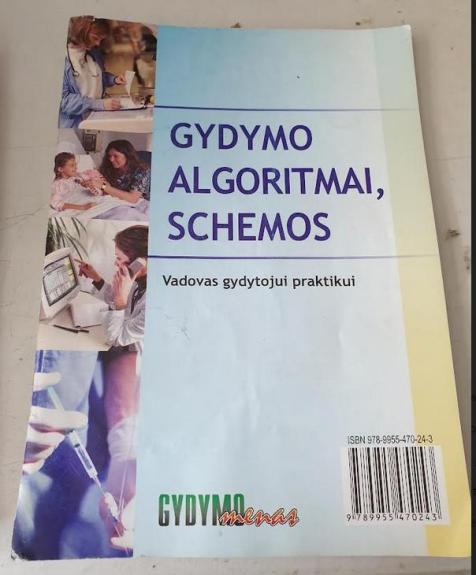 GYDYMO
ALGORITMAI,
SCHEMOS
Vadovas gydytojui praktikui
ISBN 978-9955-470-24-3
9 789955 470243
GYDYMO
menas